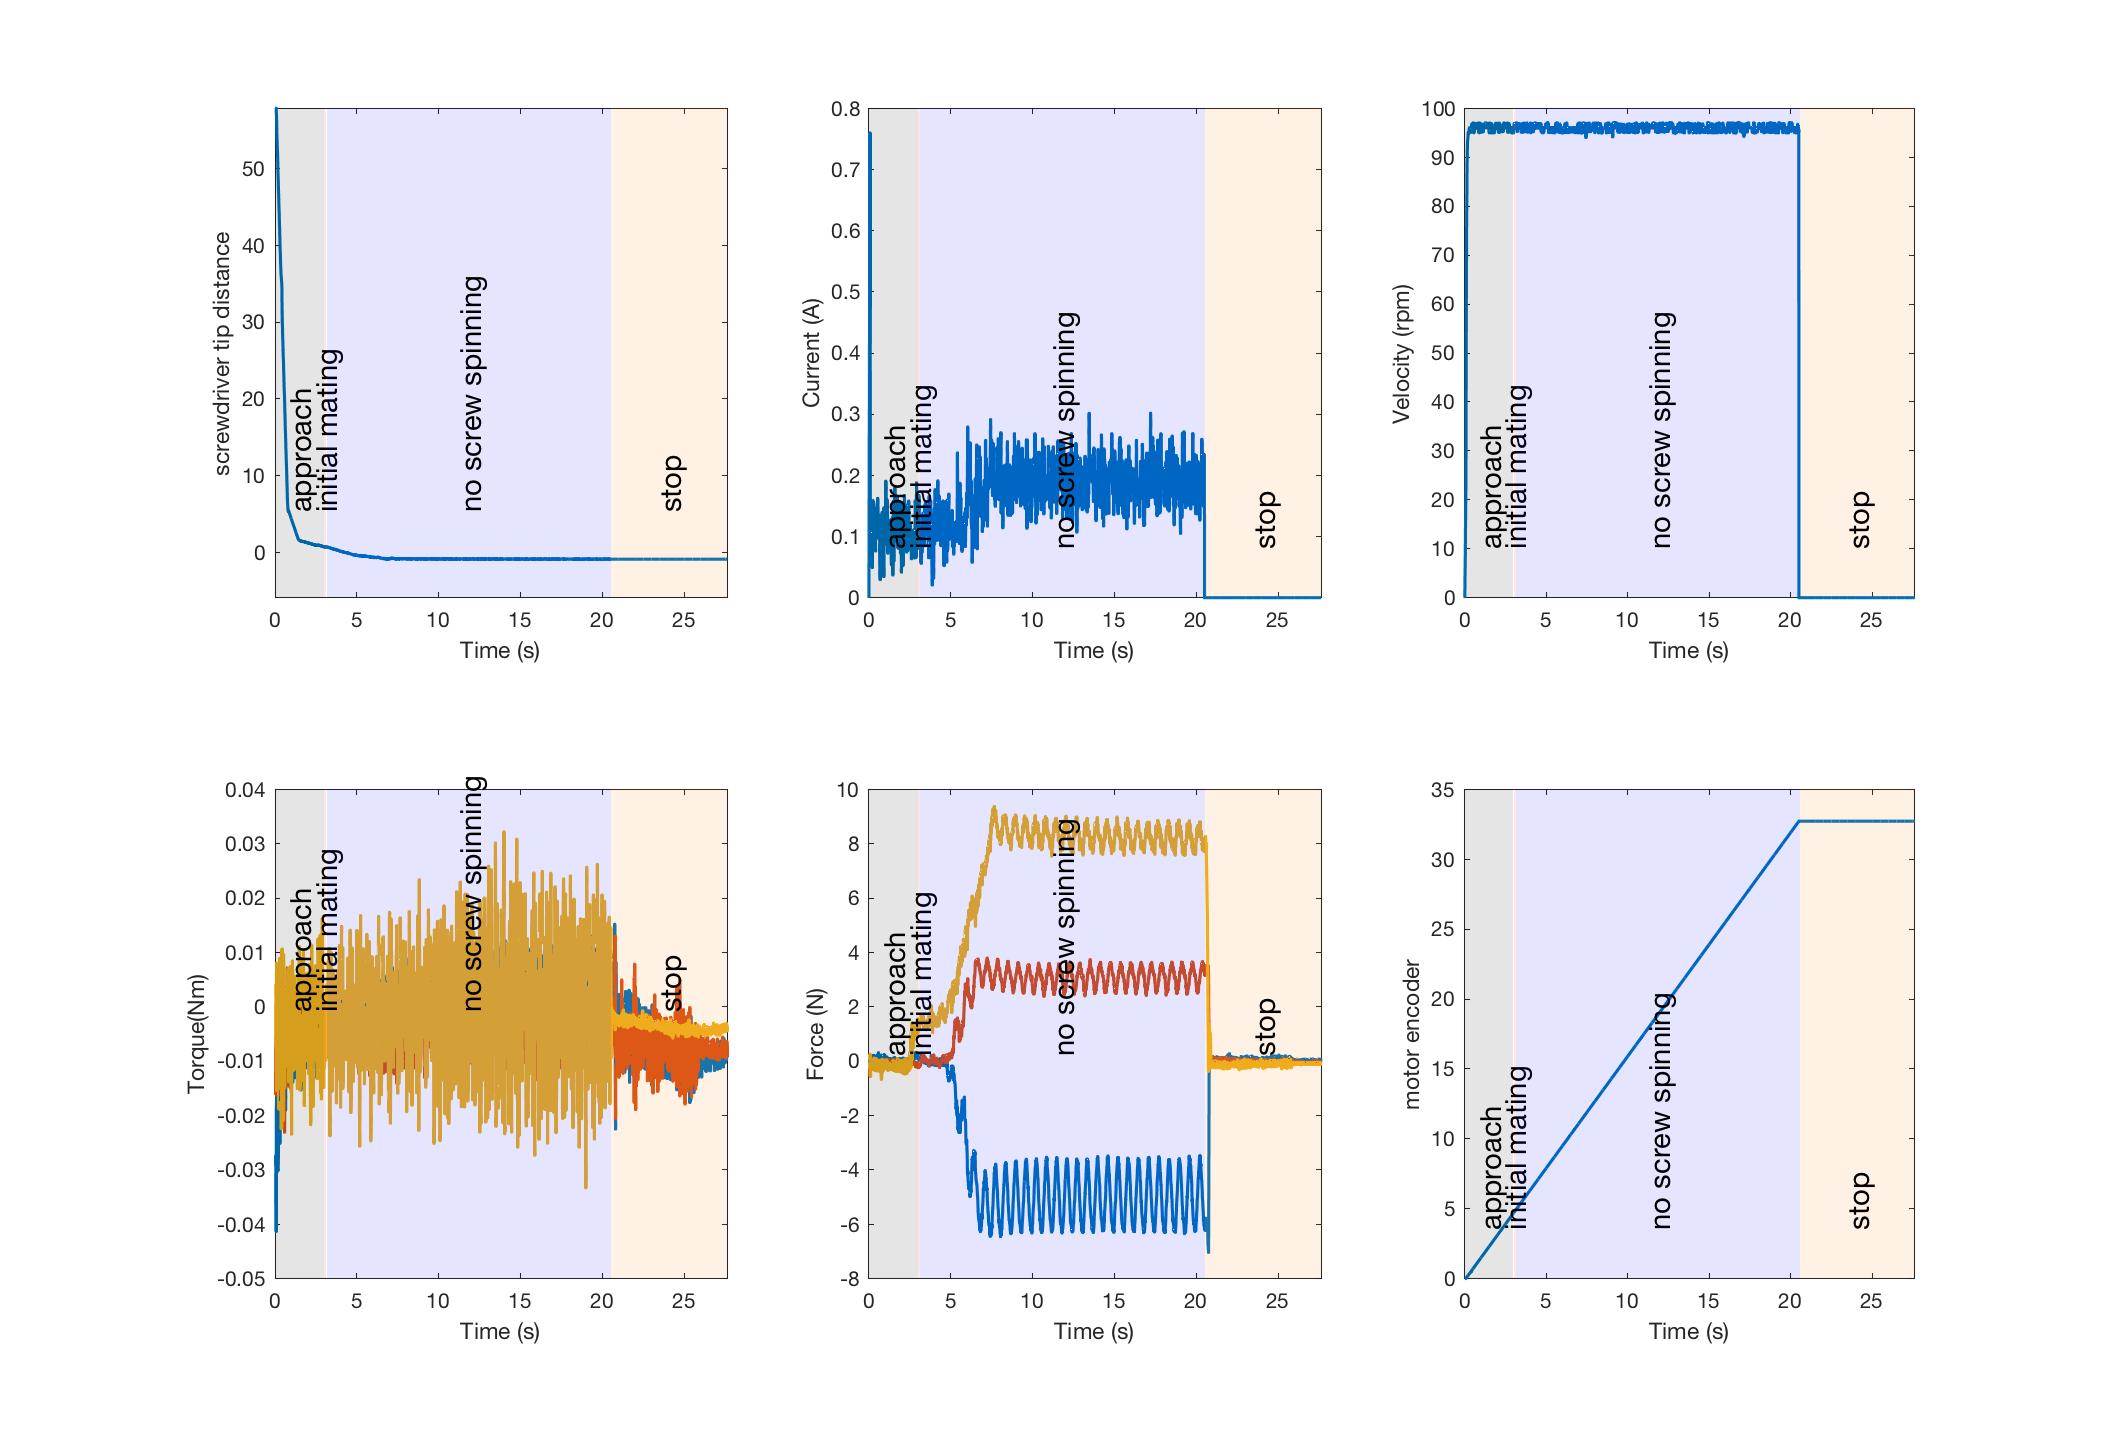 screwdriver tip distance
50
40
30
20
10
0
approach
initial mating
no screw spinning
stop
0 5 10 15 20 25
Time (s)
Current (A)
0.8
0.7
0.6
0.5
0.4
0.3
0.2
0.1
0
approach
initial mating
no screw spinning
stop
0 5 10 15 20 25
Time (s)
Velocity (rpm)
100
90
80
70
60
50
40
30
20
10
0
approach
initial mating
no screw spinning
stop
0 5 10 15 20 25
Time (s)
Torque(Nm)
0.04
0.03
0.02
0.01
0
-0.01
-0.02
-0.03
-0.04
-0.05
approach
initial mating
no screw spinning
stop
0 5 10 15 20 25
Time (s)
Force (N)
10
8
6
4
2
0
-2
-4
-6
-8
approach
initial mating
no screw spinning
stop
0 5 10 15 20 25
Time (s)
motor encoder
35
30
25
20
15
10
5
0
approach
initial mating
no screw spinning
stop
0 5 10 15 20 25
Time (s)